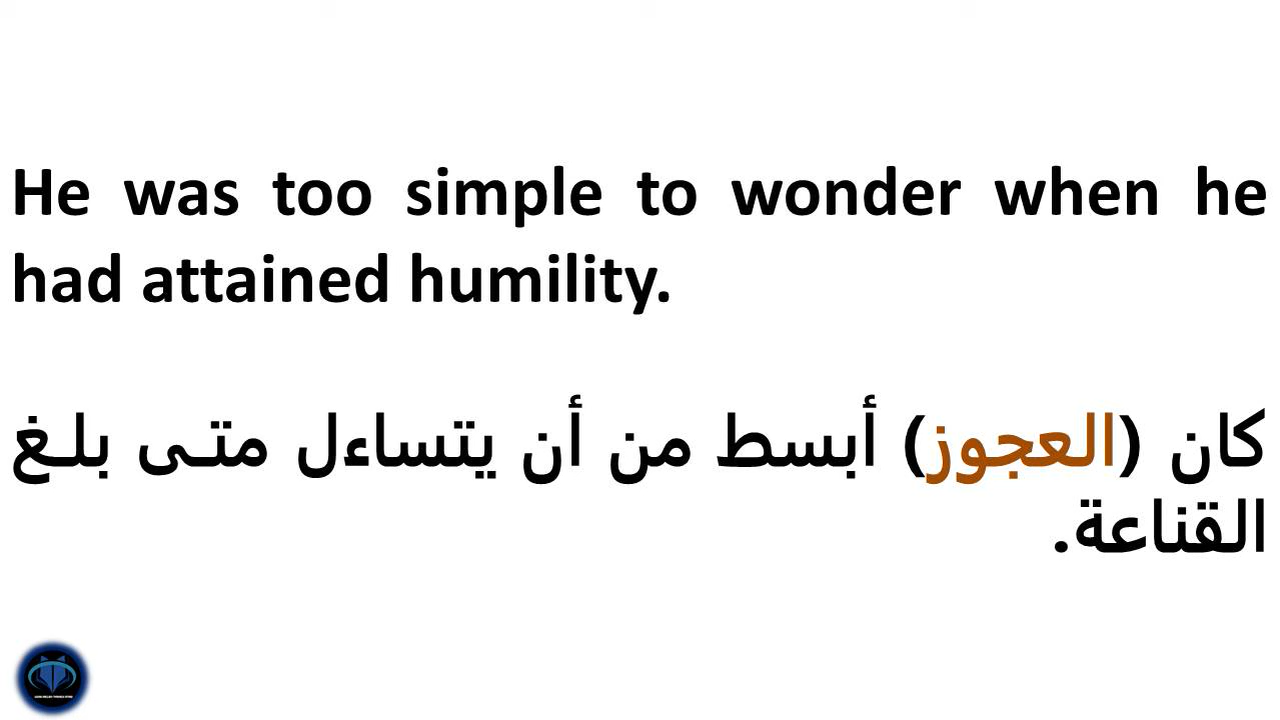 He was too simple to wonder when he
had attained humility.
كان (العجوز) أبسط من أن يتساءل متى بلغ
القناعة.